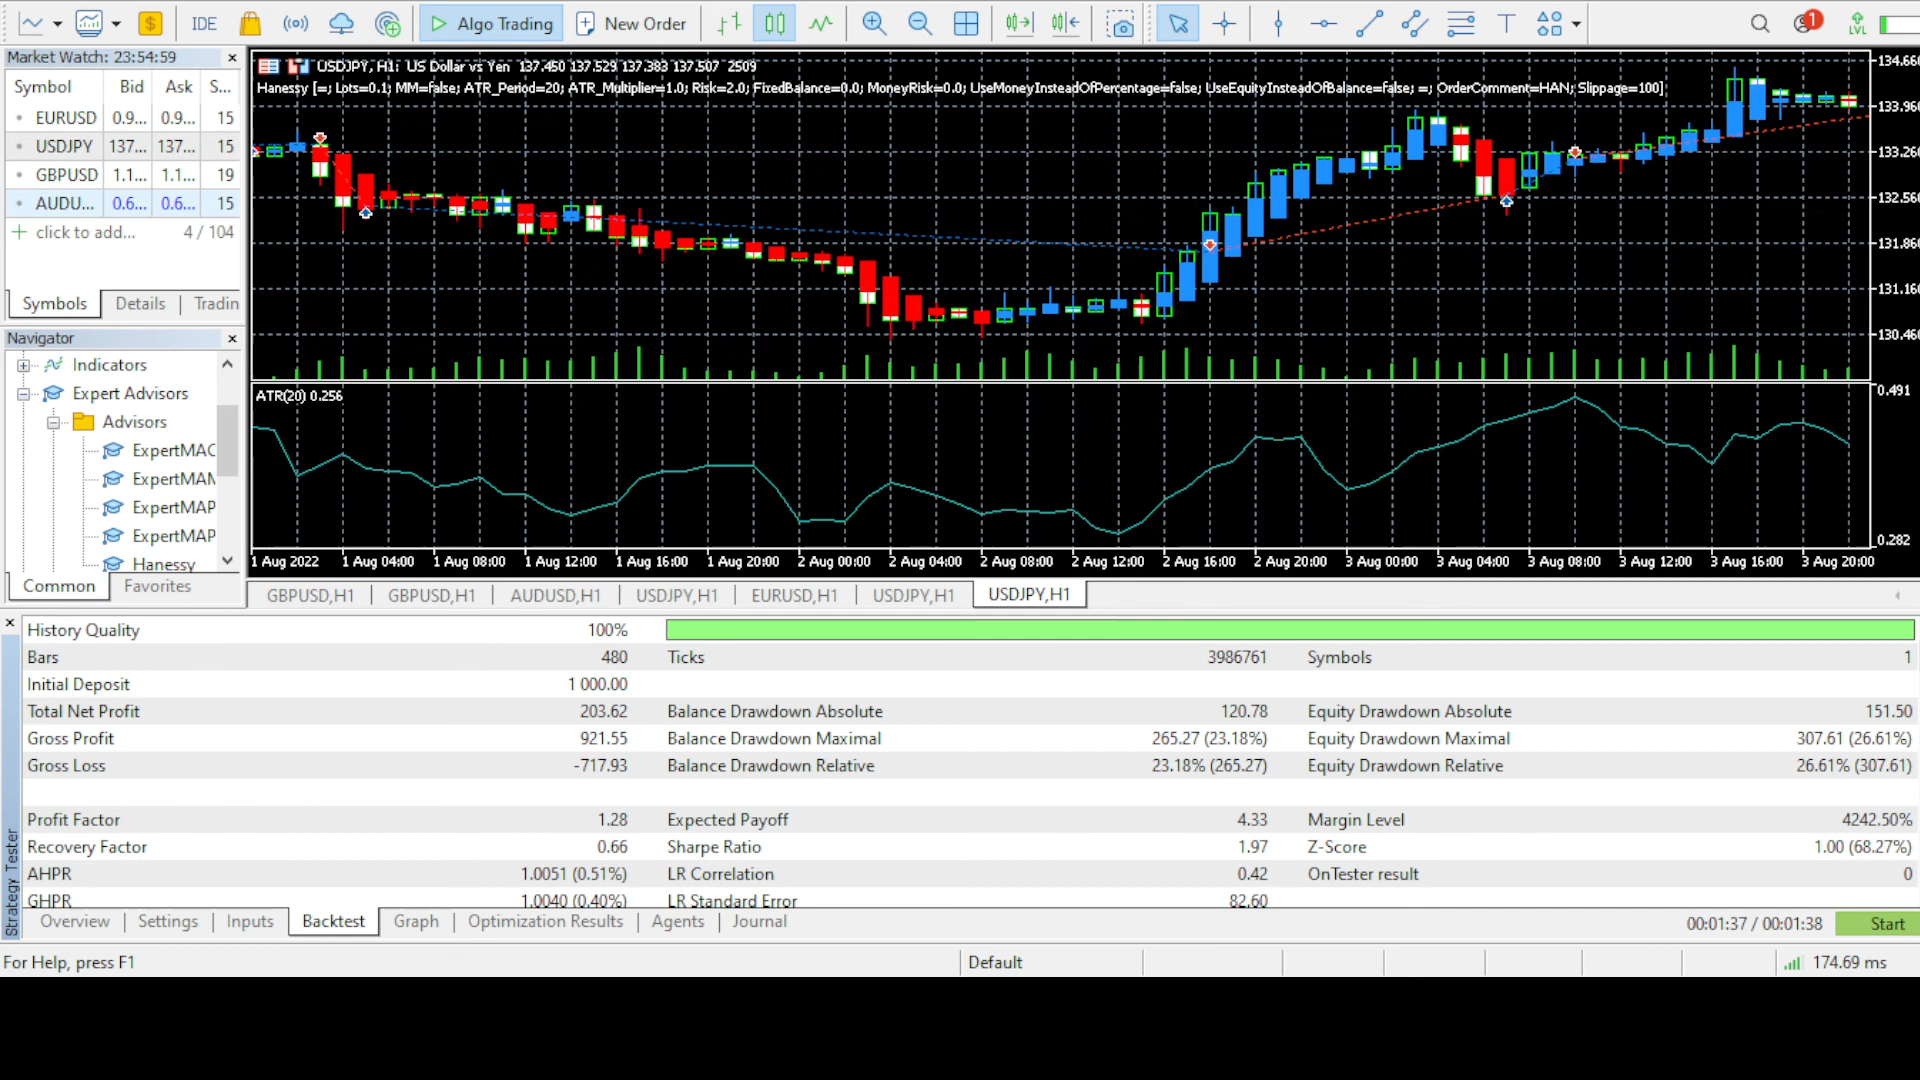 IDE Algo Trading New Order 1 LVL
Market Watch: 23:54:59
Symbol Bid Ask S...
EURUSD 0.9... 0.9... 15
USDJPY 137... 137... 15
GBPUSD 1.1... 1.1... 19
AUDU... 0.6... 0.6... 15
click to add... 4 / 104
Symbols Details Tradin
Navigator
Indicators
Expert Advisors
Advisors
ExpertMAC
ExpertMAM
ExpertMAP
ExpertMAP
Hanessy
Common Favorites
USDJPY, H1: US Dollar vs Yen 137.450 137.529 137.383 137.507 2509
Hanessy [=; Lots=0.1; MM=false; ATR_Period=20; ATR_Multiplier=1.0; Risk=2.0; FixedBalance=0.0; MoneyRisk=0.0; UseMoneyInsteadOfPercentage=false; UseEquityInsteadOfBalance=false; =; OrderComment=HAN; Slippage=100]
134.660
133.960
133.260
132.560
131.860
131.160
130.460
ATR(20) 0.256
0.491
0.282
1 Aug 2022 1 Aug 04:00 1 Aug 08:00 1 Aug 12:00 1 Aug 16:00 1 Aug 20:00 2 Aug 00:00 2 Aug 04:00 2 Aug 08:00 2 Aug 12:00 2 Aug 16:00 2 Aug 20:00 3 Aug 00:00 3 Aug 04:00 3 Aug 08:00 3 Aug 12:00 3 Aug 16:00 3 Aug 20:00
GBPUSD,H1 GBPUSD,H1 AUDUSD,H1 USDJPY,H1 EURUSD,H1 USDJPY,H1 USDJPY,H1
History Quality 100%
Bars 480 Ticks 3986761 Symbols 1
Initial Deposit 1 000.00
Total Net Profit 203.62 Balance Drawdown Absolute 120.78 Equity Drawdown Absolute 151.50
Gross Profit 921.55 Balance Drawdown Maximal 265.27 (23.18%) Equity Drawdown Maximal 307.61 (26.61%)
Gross Loss -717.93 Balance Drawdown Relative 23.18% (265.27) Equity Drawdown Relative 26.61% (307.61)
Profit Factor 1.28 Expected Payoff 4.33 Margin Level 4242.50%
Recovery Factor 0.66 Sharpe Ratio 1.97 Z-Score 1.00 (68.27%)
AHPR 1.0051 (0.51%) LR Correlation 0.42 OnTester result 0
GHPR 1.0040 (0.40%) LR Standard Error 82.60
Strategy Tester
Overview Settings Inputs Backtest Graph Optimization Results Agents Journal 00:01:37 / 00:01:38 Start
For Help, press F1 Default 174.69 ms